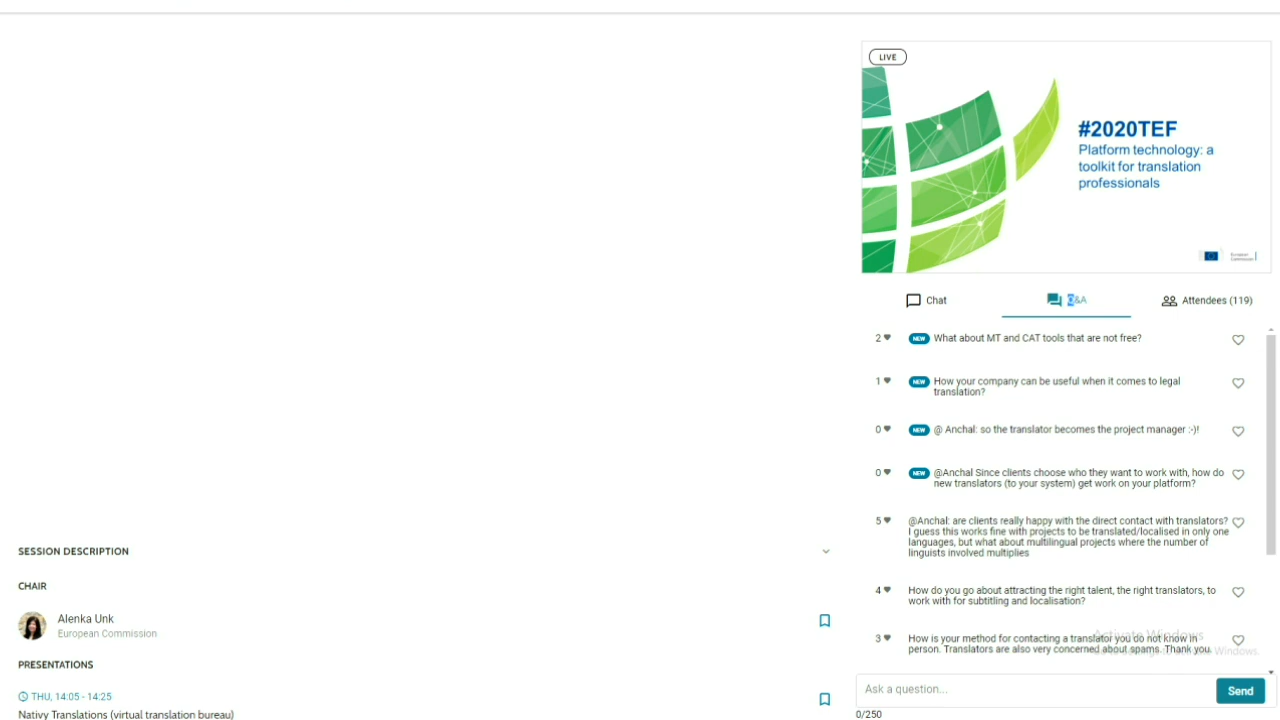 LIVE
#2020TEF
Platform technology: a
toolkit for translation
professionals
European
Commission
Chat
Q&A
Attendees (119)
2
NEW What about MT and CAT tools that are not free?
1
NEW How your company can be useful when it comes to legal
translation?
0
NEW @ Anchal: so the translator becomes the project manager :-)!
0
NEW @Anchal Since clients choose who they want to work with, how do
new translators (to your system) get work on your platform?
5
@Anchal: are clients really happy with the direct contact with translators?
I guess this works fine with projects to be translated/localised in only one
languages, but what about multilingual projects where the number of
linguists involved multiplies
4
How do you go about attracting the right talent, the right translators, to
work with for subtitling and localisation?
3
How is your method for contacting a translator you do not know in
person. Translators are also very concerned about spams. Thank you.
Activate Windows
Windows.
Ask a question...
Send
0/250
SESSION DESCRIPTION
CHAIR
Alenka Unk
European Commission
PRESENTATIONS
THU, 14:05 - 14:25
Nativy Translations (virtual translation bureau)